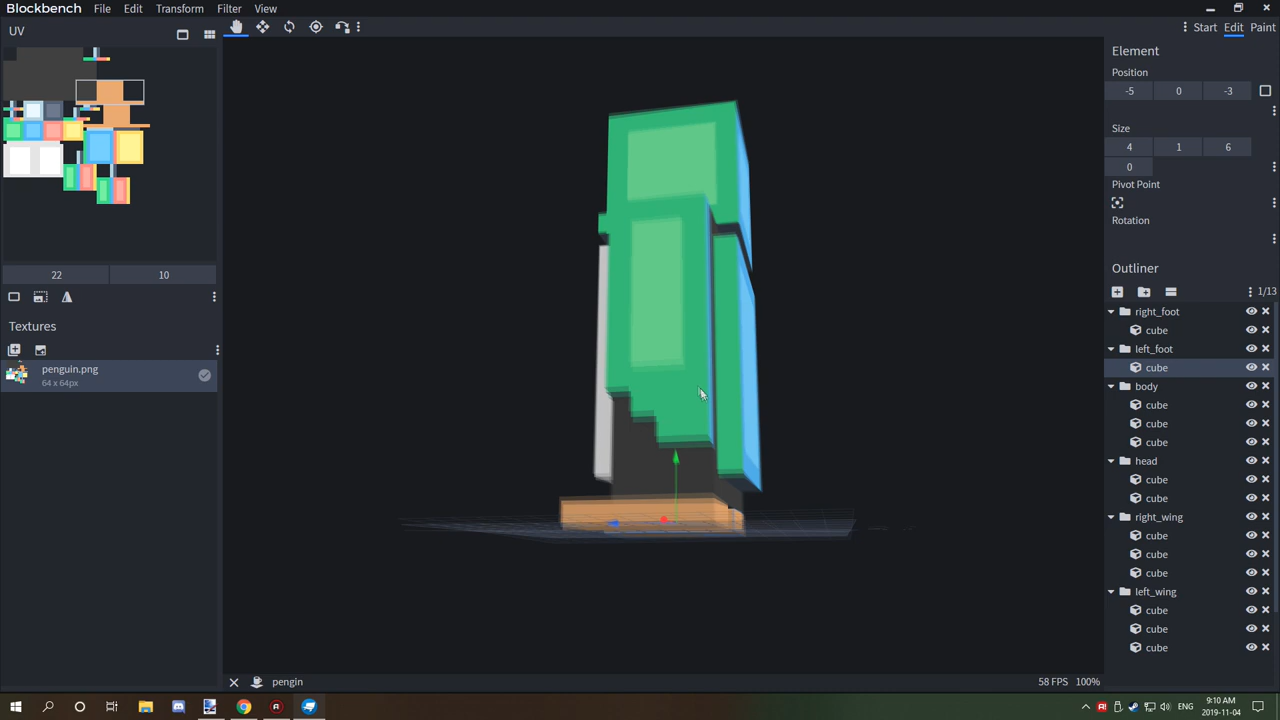 Blockbench File Edit Transform Filter View
UV
Start Edit Paint
Element
Position
-5 0 -3
Size
4 1 6
0
Pivot Point
Rotation
22 10
Textures
penguin.png
64 x 64px
Outliner
1/13
right_foot
cube
left_foot
cube
body
cube
cube
cube
head
cube
cube
right_wing
cube
cube
cube
left_wing
cube
cube
cube
pengin
58 FPS 100%
ENG
9:10 AM
2019-11-04